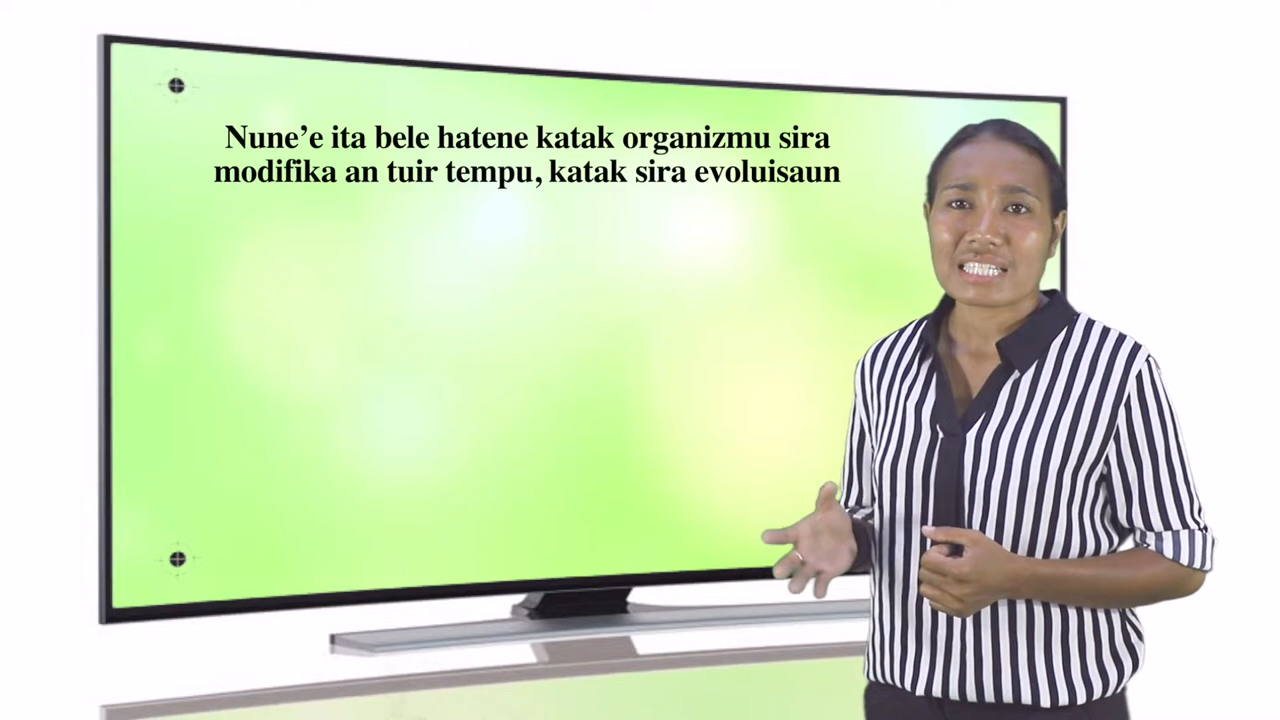 Nune’e ita bele hatene katak organizmu sira
modifika an tuir tempu, katak sira evoluisaun